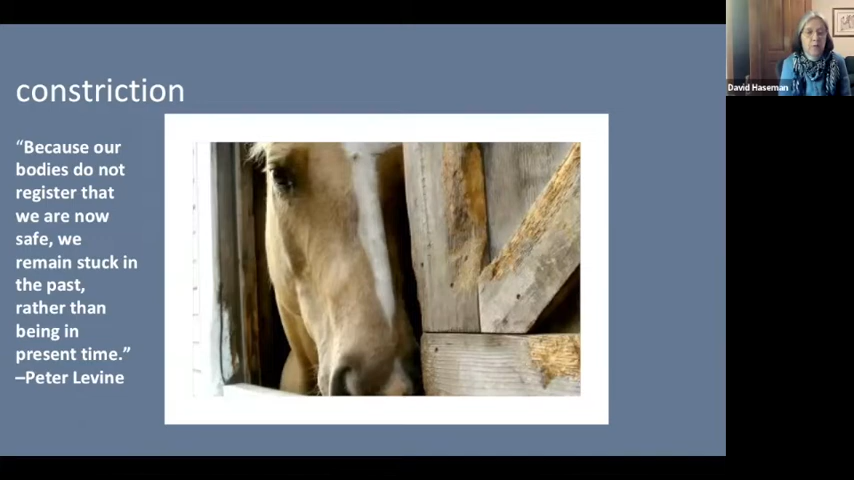 constriction
“Because our
bodies do not
register that
we are now
safe, we
remain stuck in
the past,
rather than
being in
present time.”
–Peter Levine
David Haseman